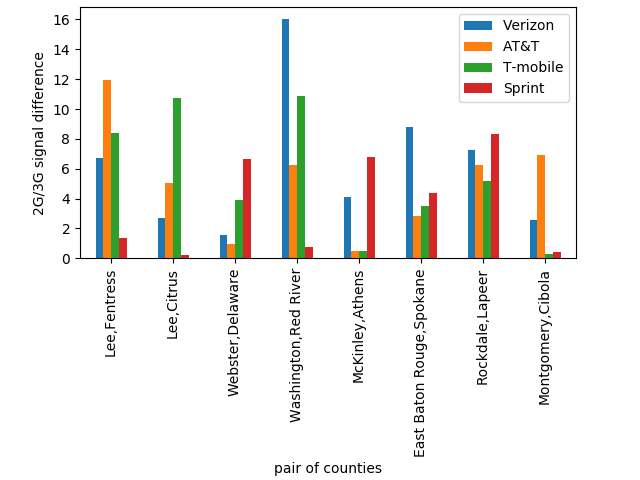 16
14
12
10
8
6
4
2
0
2G/3G signal difference
Verizon
AT&T
T-mobile
Sprint
Lee,Fentress
Lee,Citrus
Webster,Delaware
Washington,Red River
McKinley,Athens
East Baton Rouge,Spokane
Rockdale,Lapeer
Montgomery,Cibola
pair of counties